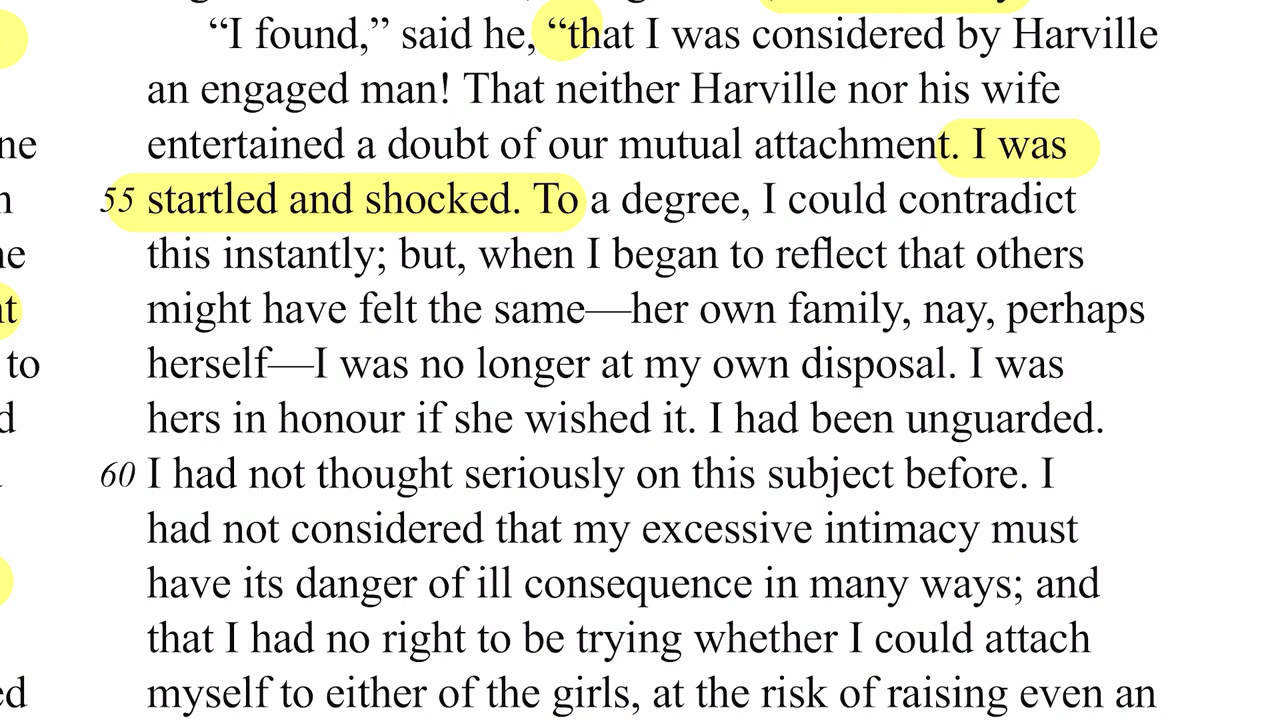 “I found,” said he, “that I was considered by Harville
an engaged man! That neither Harville nor his wife
entertained a doubt of our mutual attachment. I was
55 startled and shocked. To a degree, I could contradict
this instantly; but, when I began to reflect that others
might have felt the same—her own family, nay, perhaps
herself—I was no longer at my own disposal. I was
hers in honour if she wished it. I had been unguarded.
60 I had not thought seriously on this subject before. I
had not considered that my excessive intimacy must
have its danger of ill consequence in many ways; and
that I had no right to be trying whether I could attach
myself to either of the girls, at the risk of raising even an